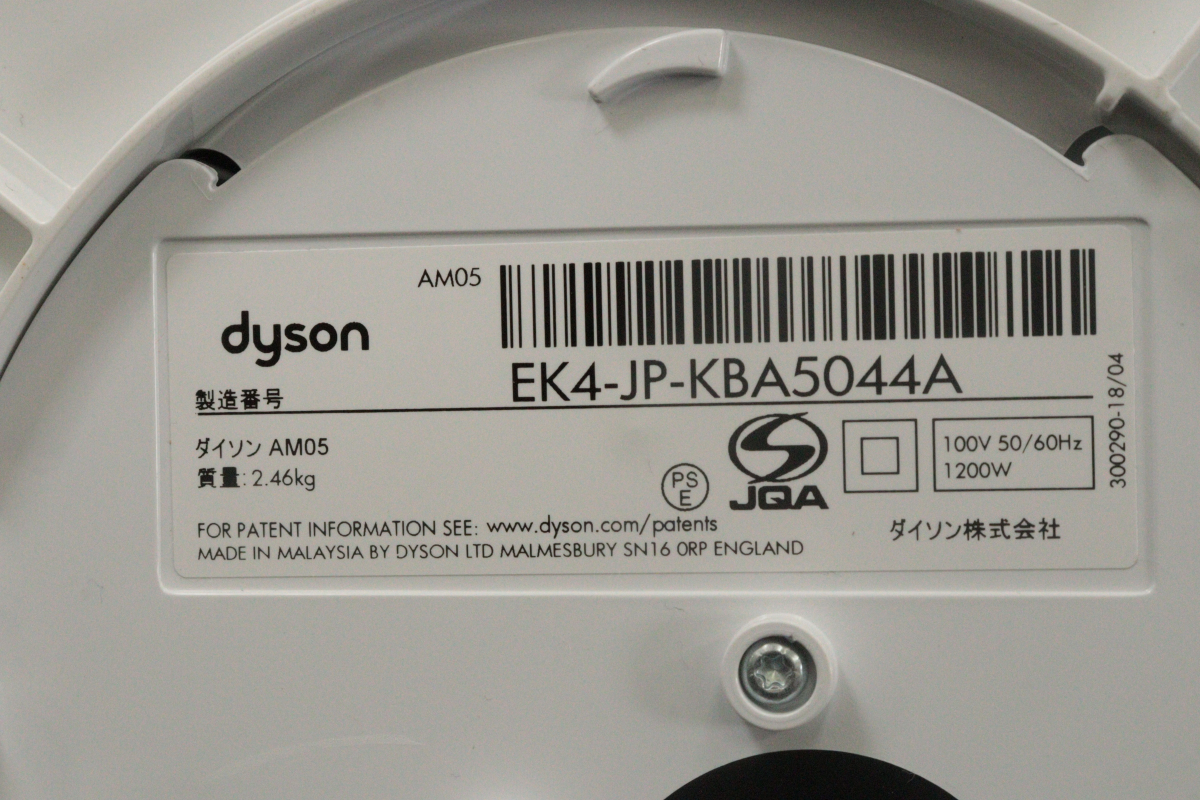 AM05
dyson
製造番号 EK4-JP-KBA5044A
ダイソン AM05
質量: 2.46kg
PS
E
JQA
100V 50/60Hz
1200W
300290-18/04
FOR PATENT INFORMATION SEE: www.dyson.com/patents
MADE IN MALAYSIA BY DYSON LTD MALMESBURY SN16 0RP ENGLAND
ダイソン株式会社